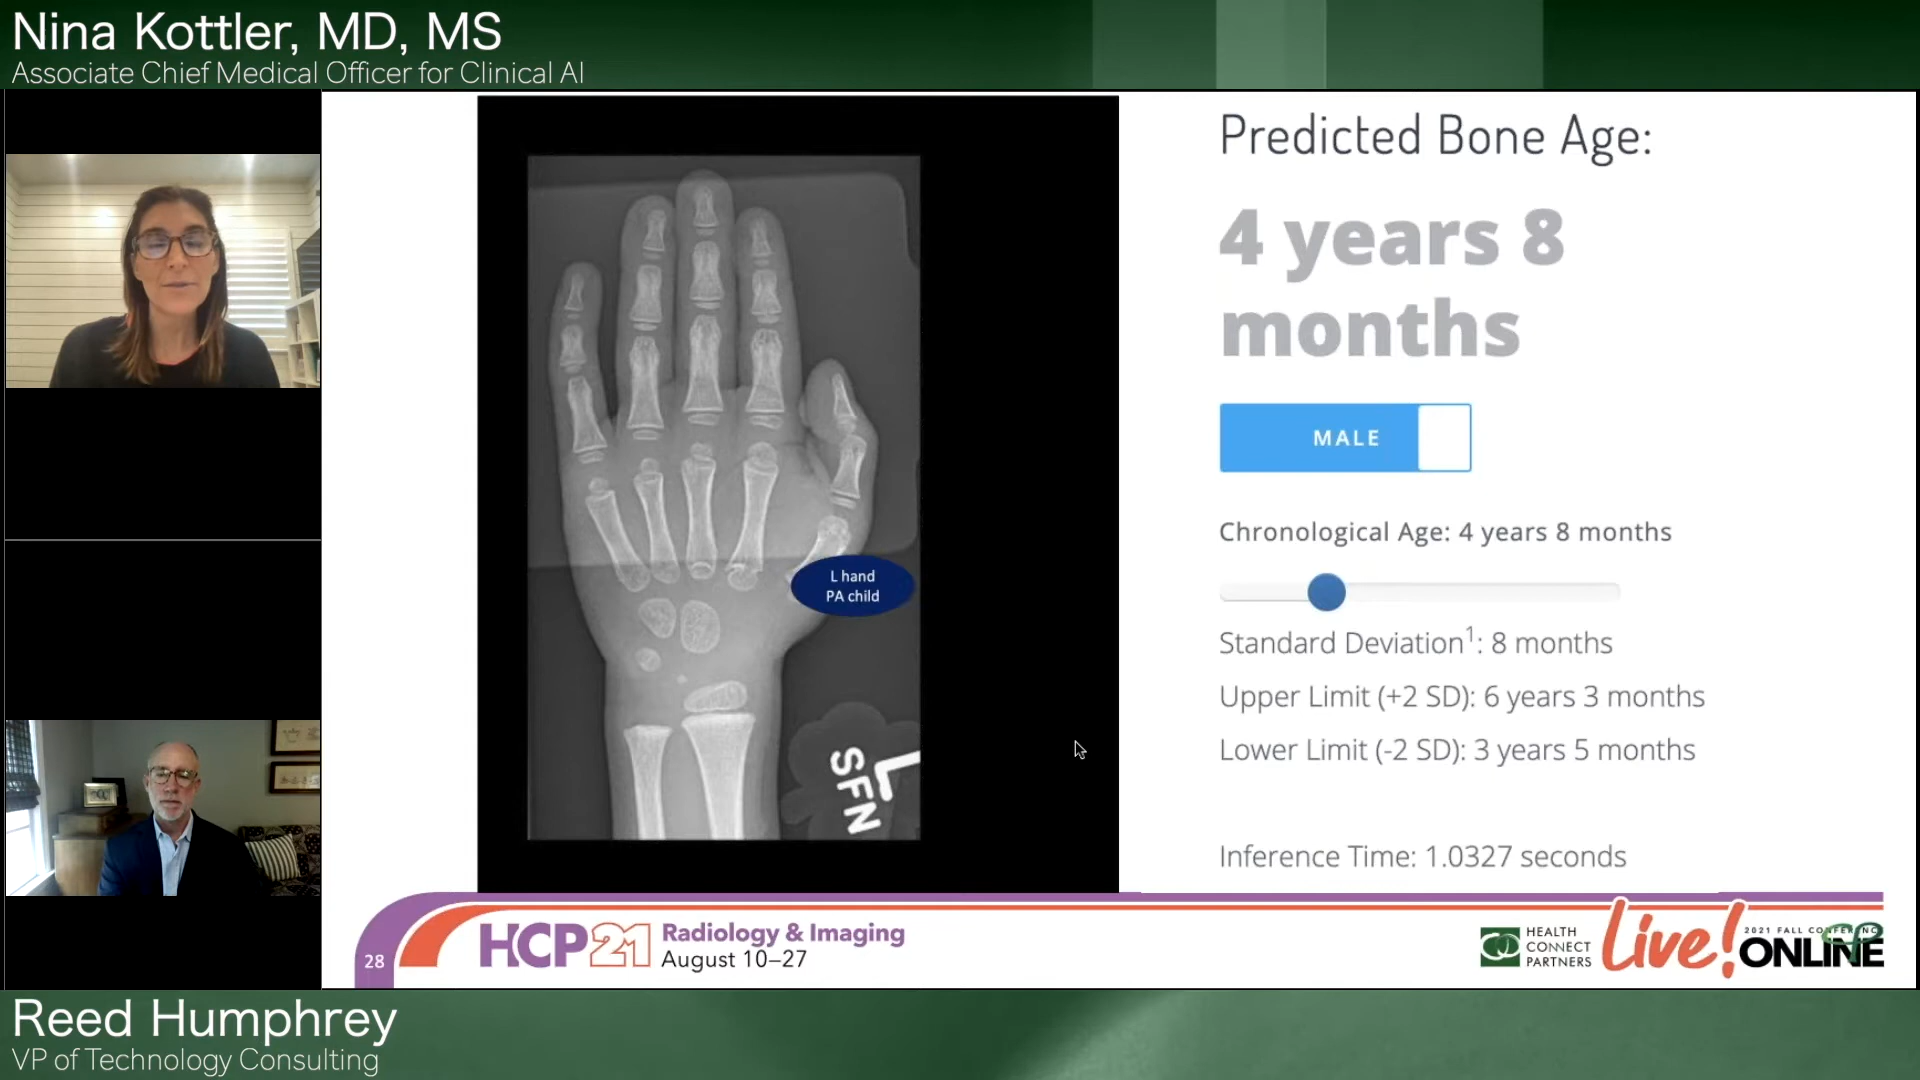 Nina Kottler, MD, MS
Associate Chief Medical Officer for Clinical AI
Predicted Bone Age:
4 years 8
months
MALE
Chronological Age: 4 years 8 months
Standard Deviation1: 8 months
Upper Limit (+2 SD): 6 years 3 months
Lower Limit (-2 SD): 3 years 5 months
Inference Time: 1.0327 seconds
L hand
PA child
L
SFN
28
HCP21
Radiology & Imaging
August 10–27
HEALTH
CONNECT
PARTNERS
Live!
2021 FALL CONFERENCE
ONLINE
Reed Humphrey
VP of Technology Consulting